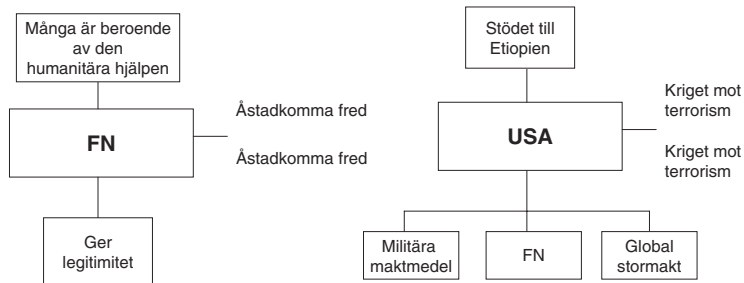 Många är beroende
av den
humanitära hjälpen
FN
Åstadkomma fred
Åstadkomma fred
Ger
legitimitet
Stödet till
Etiopien
USA
Kriget mot
terrorism
Kriget mot
terrorism
Militära
maktmedel
FN
Global
stormakt